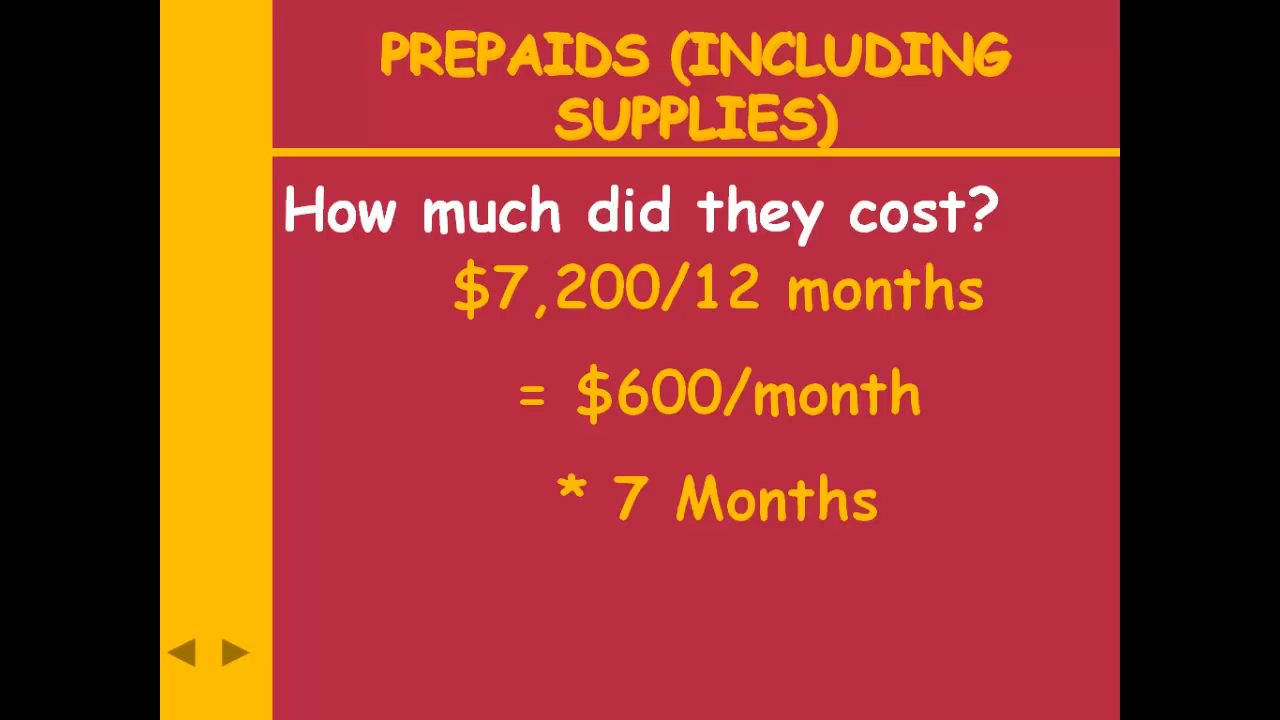 PREPAIDS (INCLUDING
SUPPLIES)
How much did they cost?
$7,200/12 months
= $600/month
* 7 Months